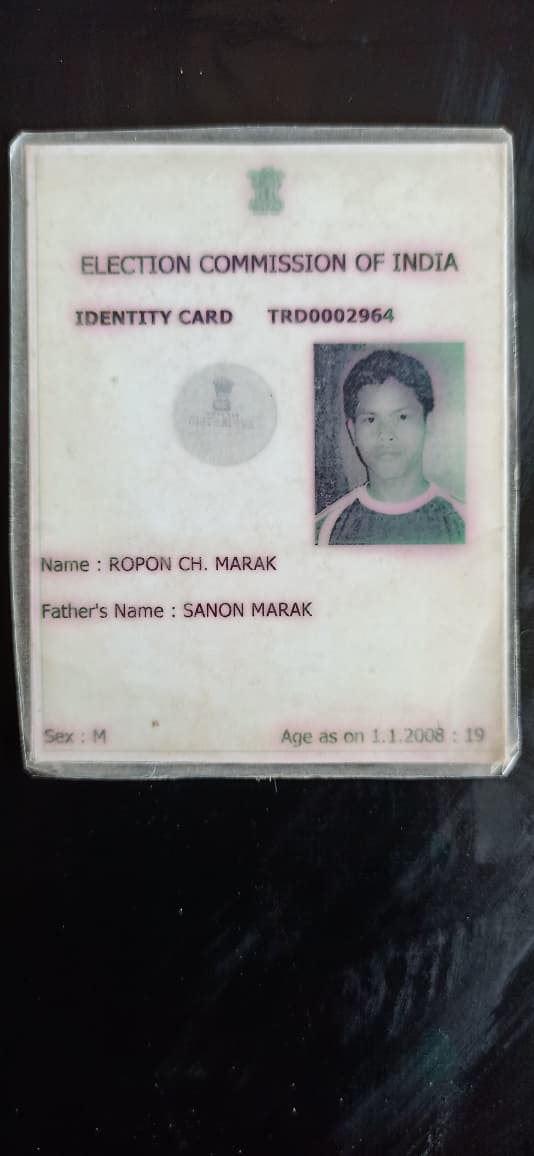 ELECTION COMMISSION OF INDIA
IDENTITY CARD TRD0002964
Name : ROPON CH. MARAK
Father's Name : SANON MARAK
Sex : M Age as on 1.1.2008 : 19